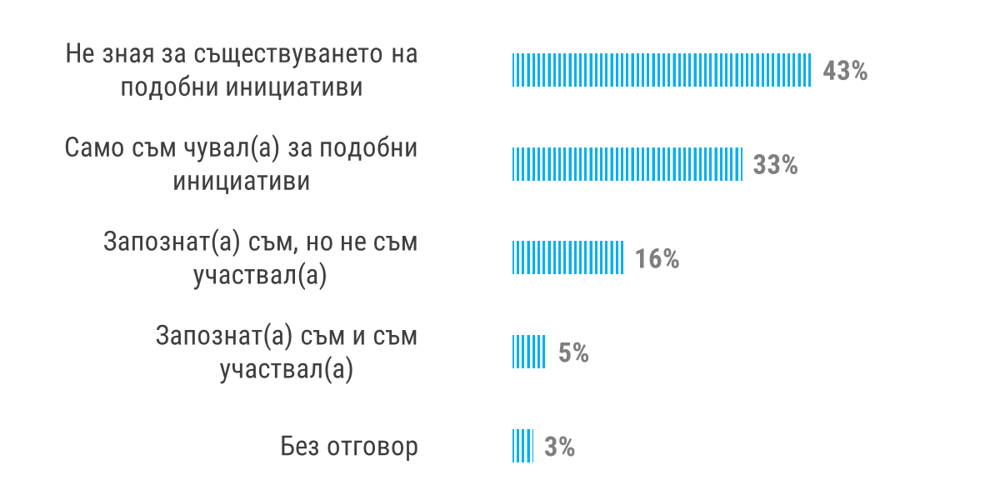 Не зная за съществуването на
подобни инициативи
43%
Само съм чувал(а) за подобни
инициативи
33%
Запознат(а) съм, но не съм
участвал(а)
16%
Запознат(а) съм и съм
участвал(а)
5%
Без отговор
3%